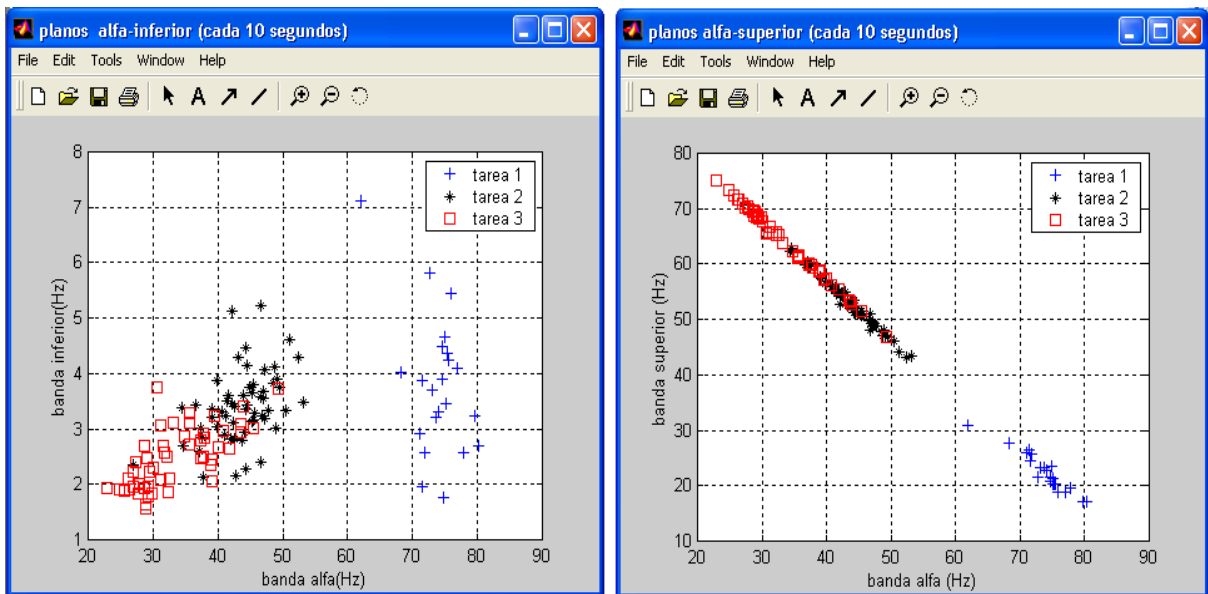 planos alfa-inferior (cada 10 segundos)
File Edit Tools Window Help
A
8
7
6
5
4
3
2
1
banda inferior(Hz)
tarea 1
tarea 2
tarea 3
20 30 40 50 60 70 80 90
banda alfa(Hz)
planos alfa-superior (cada 10 segundos)
File Edit Tools Window Help
A
80
70
60
50
40
30
20
10
banda superior (Hz)
tarea 1
tarea 2
tarea 3
20 30 40 50 60 70 80 90
banda alfa (Hz)